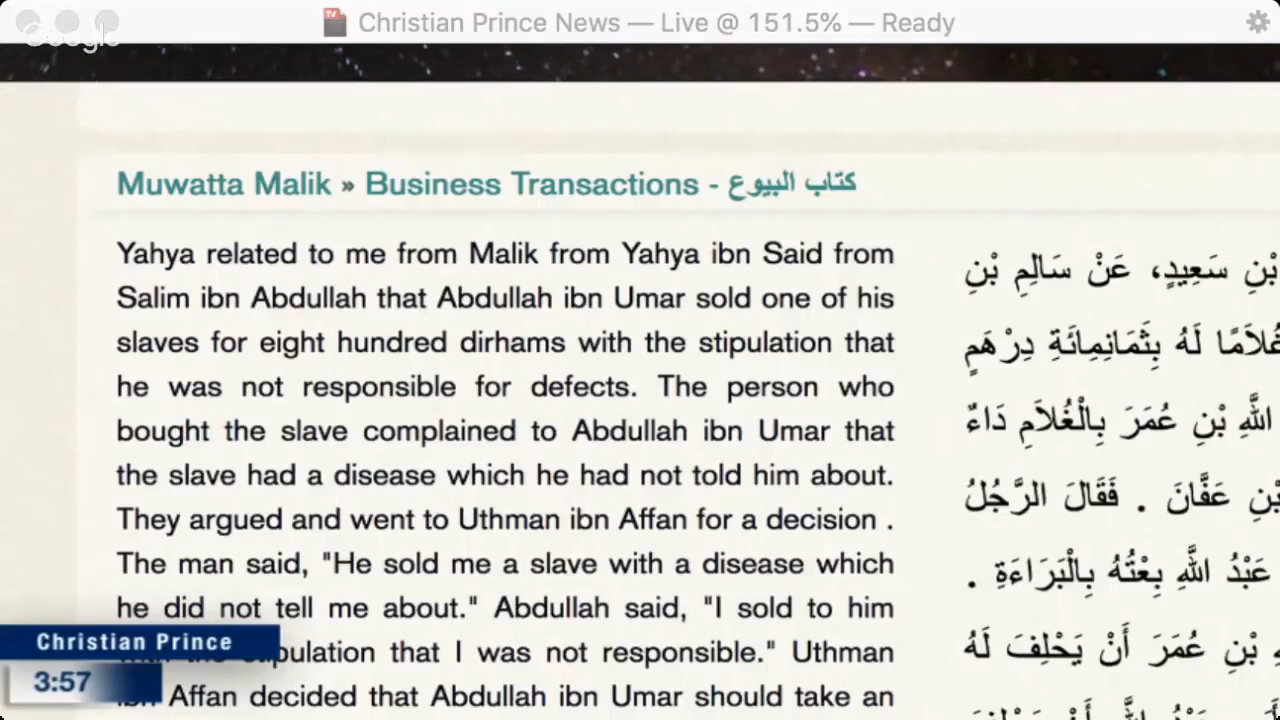 Christian Prince News — Live @ 151.5% — Ready
Google
Muwatta Malik » Business Transactions - كتاب البيوع
Yahya related to me from Malik from Yahya ibn Said from
Salim ibn Abdullah that Abdullah ibn Umar sold one of his
slaves for eight hundred dirhams with the stipulation that
he was not responsible for defects. The person who
bought the slave complained to Abdullah ibn Umar that
the slave had a disease which he had not told him about.
They argued and went to Uthman ibn Affan for a decision .
The man said, "He sold me a slave with a disease which
he did not tell me about." Abdullah said, "I sold to him
with the stipulation that I was not responsible." Uthman
ibn Affan decided that Abdullah ibn Umar should take an
بْنِ سَعِيدٍ، عَنْ سَالِمِ بْنِ
غُلاَمًا لَهُ بِثَمَانِمِائَةِ دِرْهَمٍ
اللَّهِ بْنِ عُمَرَ بِالْغُلاَمِ دَاءٌ
بْنِ عَفَّانَ . فَقَالَ الرَّجُلُ
عَبْدُ اللَّهِ بِعْتُهُ بِالْبَرَاءَةِ .
بْنِ عُمَرَ أَنْ يَحْلِفَ لَهُ
Christian Prince
3:57